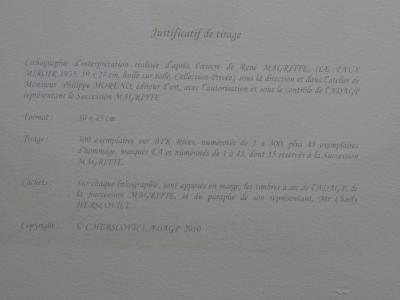 Justificatif de tirage
Lithographie d'interprétation réalisée d'après l'œuvre de René MAGRITTE, (LE FAUX
MIROIR 1935, 19 x 27 cm, huile sur toile, Collection Privée), sous la direction et dans l'atelier de
Monsieur Philippe MORENO, éditeur d'art, avec l'autorisation et sous le contrôle de l'ADAGP
représentant la Succession MAGRITTE.
Format : 30 x 45 cm
Tirage : 300 exemplaires sur BFK Rives, numérotés de 1 à 300, plus 45 exemplaires
d'hommage, marqués EA et numérotés de 1 à 45, dont 15 réservés à la Succession
MAGRITTE.
Cachets : Sur chaque lithographie, sont apposés en marge, les timbres à sec de l'ADAGP, de
la Succession MAGRITTE, et du paraphe de son représentant, Mr Charly
HERSCOVICI.
Copyright : © C.HERSCOVICI, ADAGP 2010